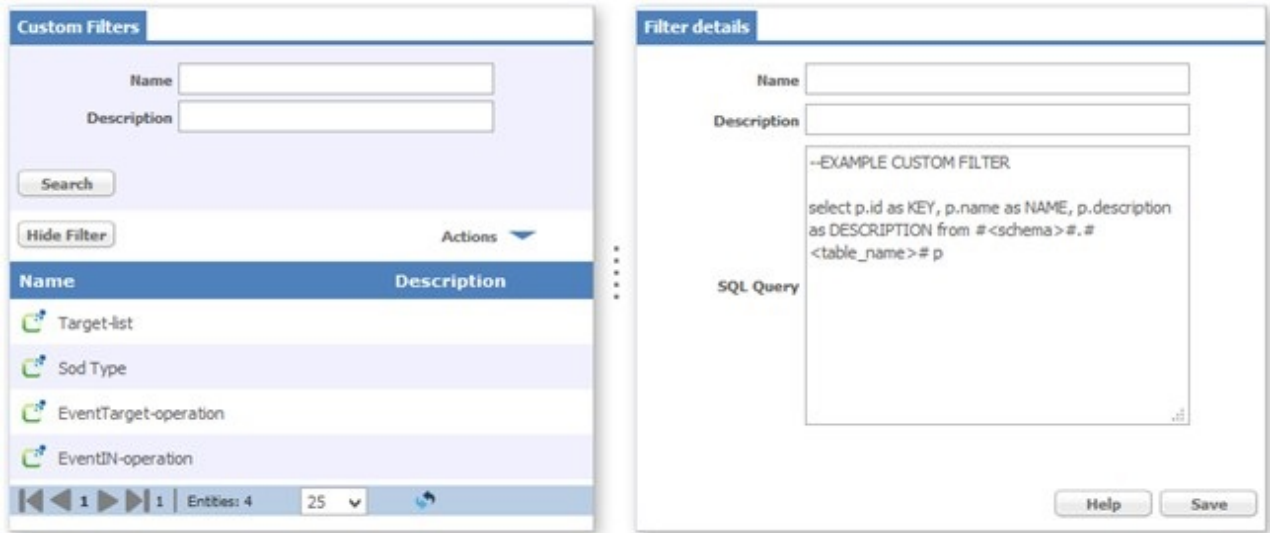 Custom Filters
Name
Description
Search
Hide Filter
Actions
Name Description
Target-list
Sod Type
EventTarget-operation
EventIN-operation
1 1 Entities: 4 25
Filter details
Name
Description
SQL Query
--EXAMPLE CUSTOM FILTER
select p.id as KEY, p.name as NAME, p.description
as DESCRIPTION from #<schema>#.#
<table_name># p
Help Save